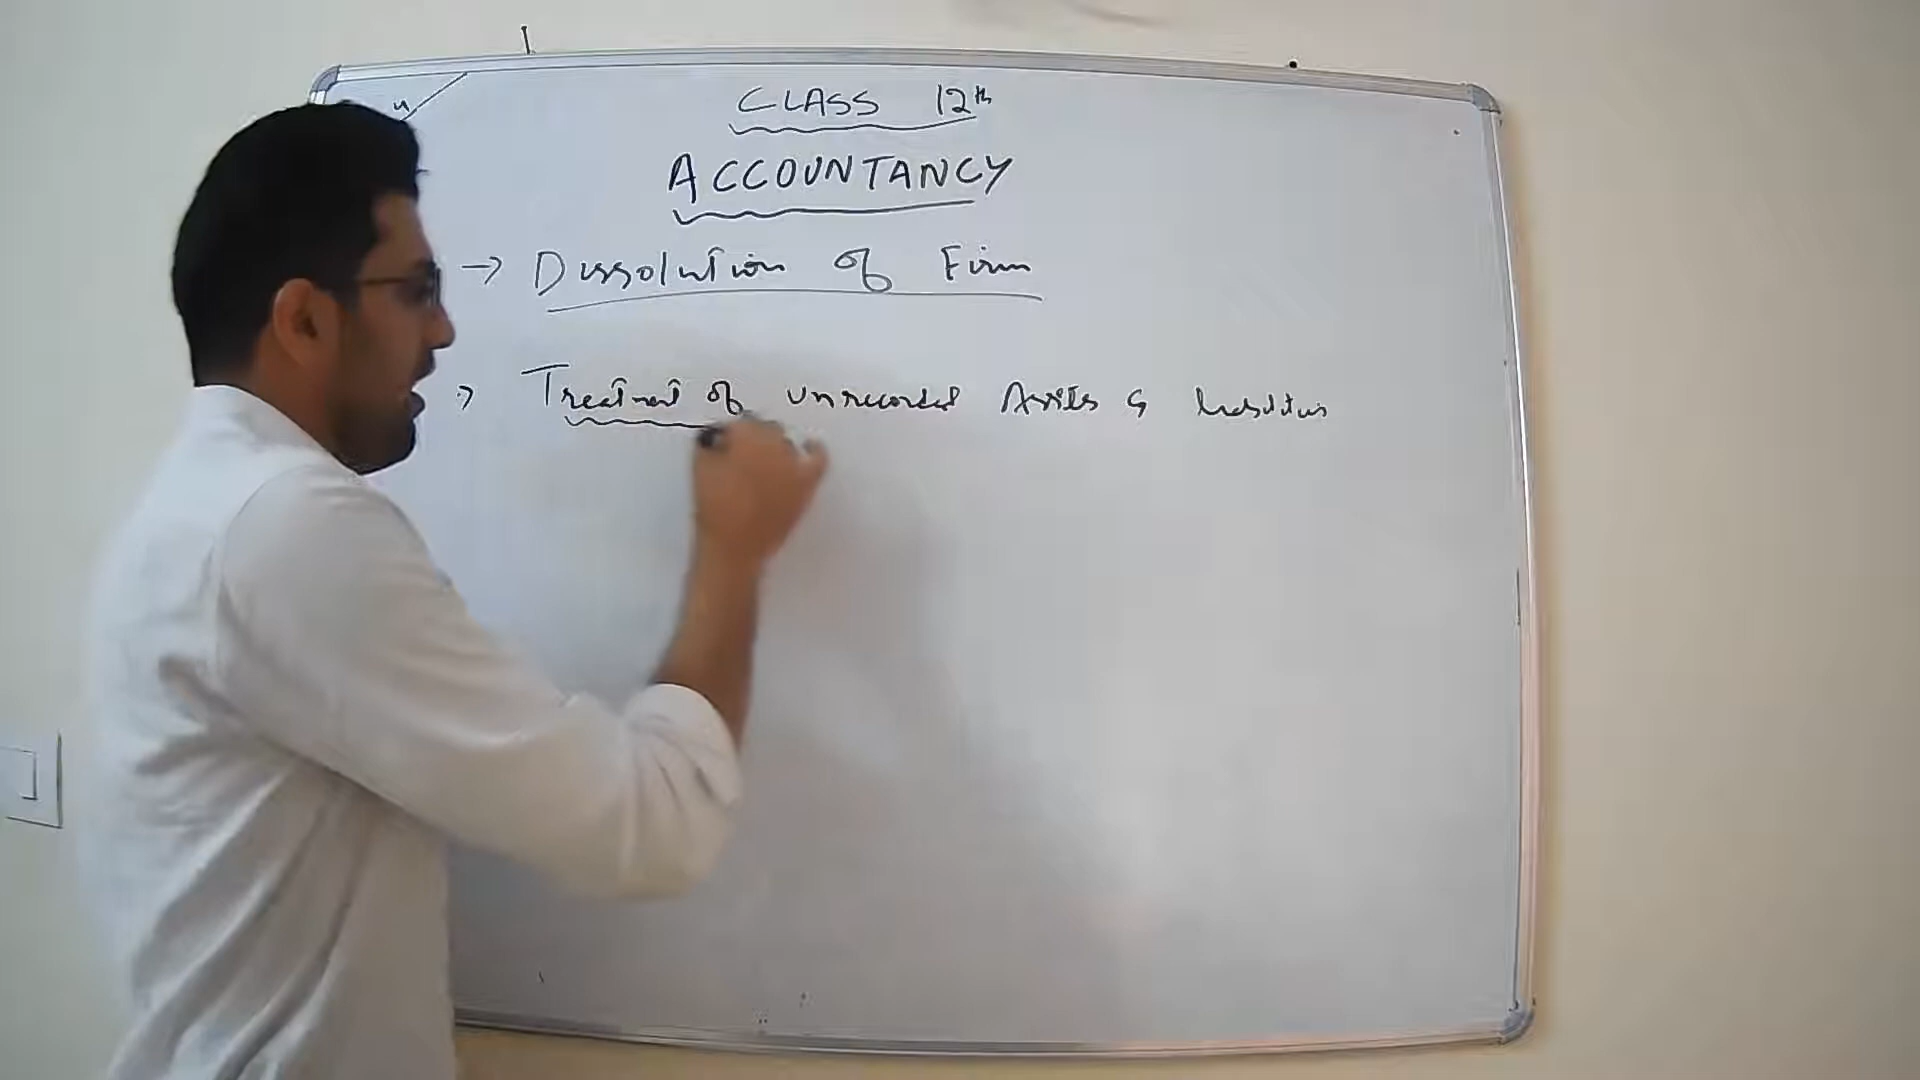 CLASS 12th
ACCOUNTANCY
→ Dissolution of Firm
→ Treatment of unrecorded Assets & liabilities